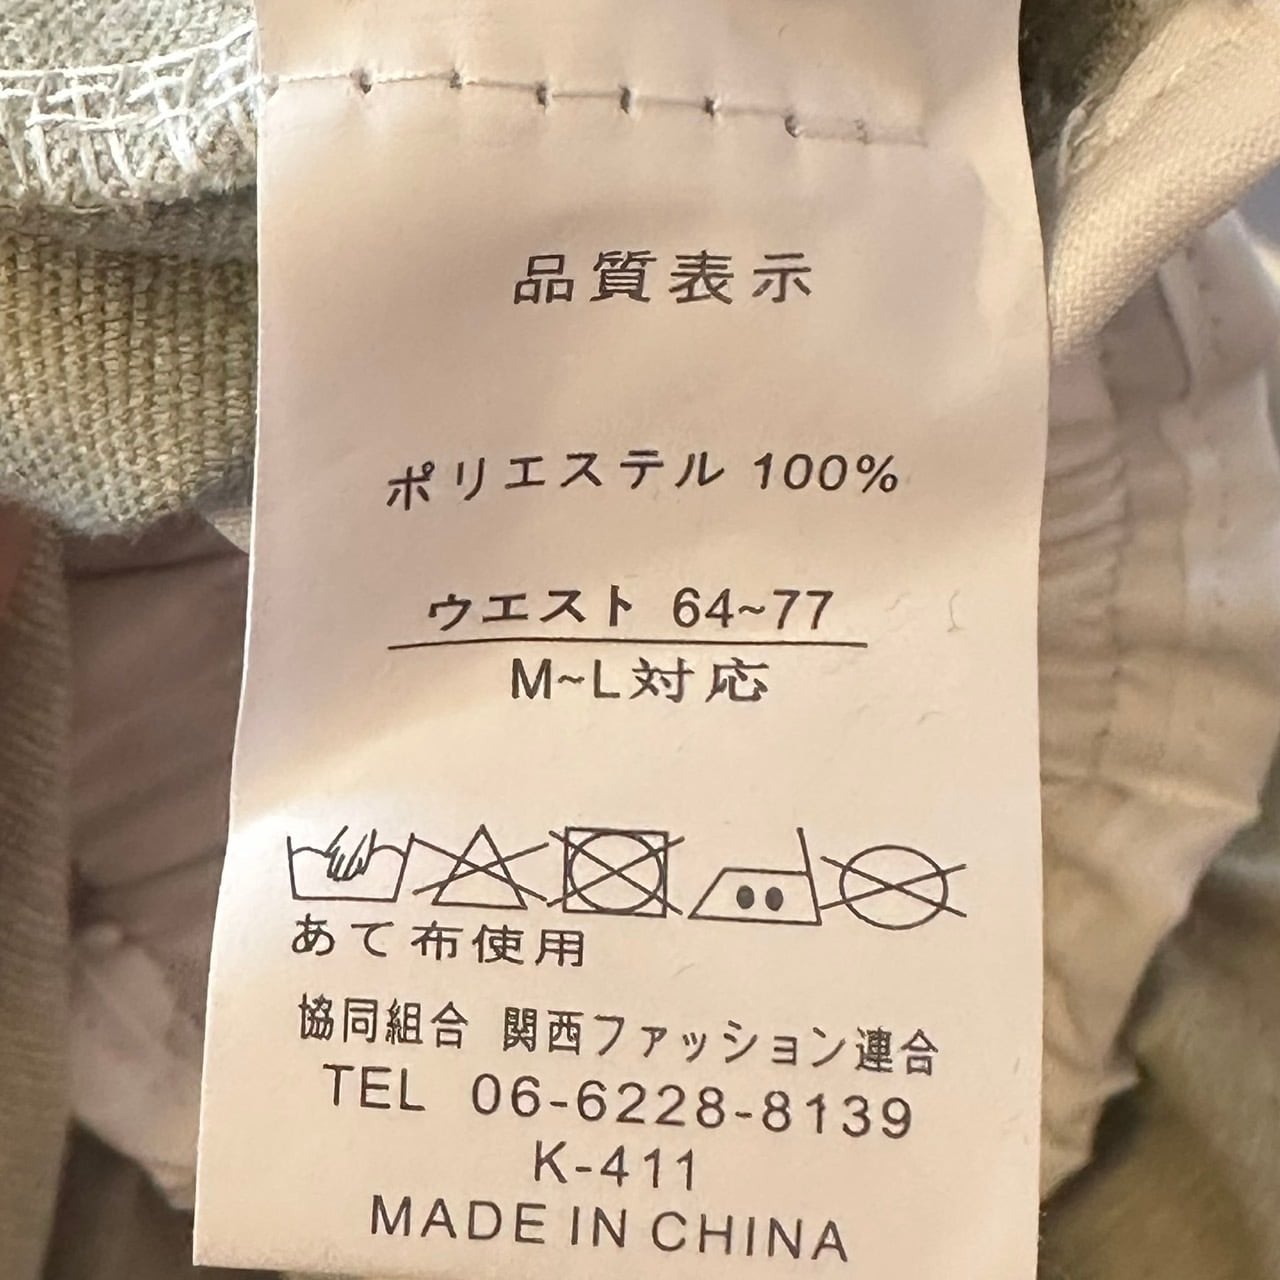 品質表示
ポリエステル 100%
ウエスト 64~77
M~L対応
あて布使用
協同組合 関西ファッション連合
TEL 06-6228-8139
K-411
MADE IN CHINA